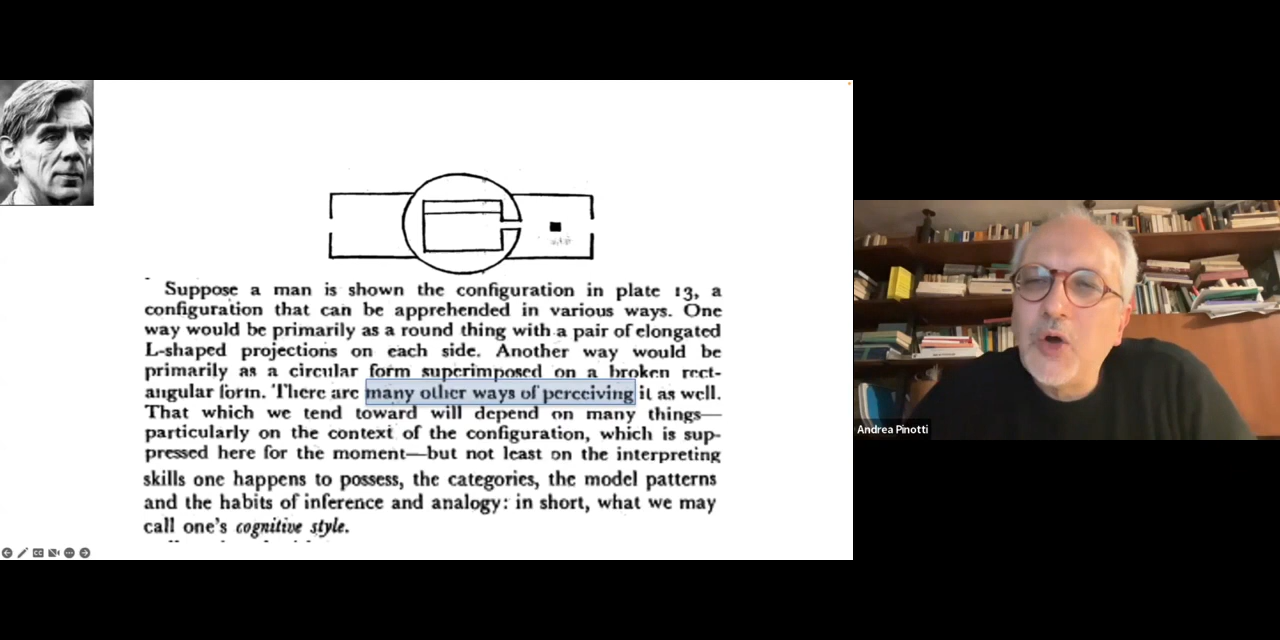 Suppose a man is shown the configuration in plate 13, a
configuration that can be apprehended in various ways. One
way would be primarily as a round thing with a pair of elongated
L-shaped projections on each side. Another way would be
primarily as a circular form superimposed on a broken rect-
angular form. There are many other ways of perceiving it as well.
That which we tend toward will depend on many things—
particularly on the context of the configuration, which is sup-
pressed here for the moment—but not least on the interpreting
skills one happens to possess, the categories, the model patterns
and the habits of inference and analogy: in short, what we may
call one's cognitive style.
Andrea Pinotti